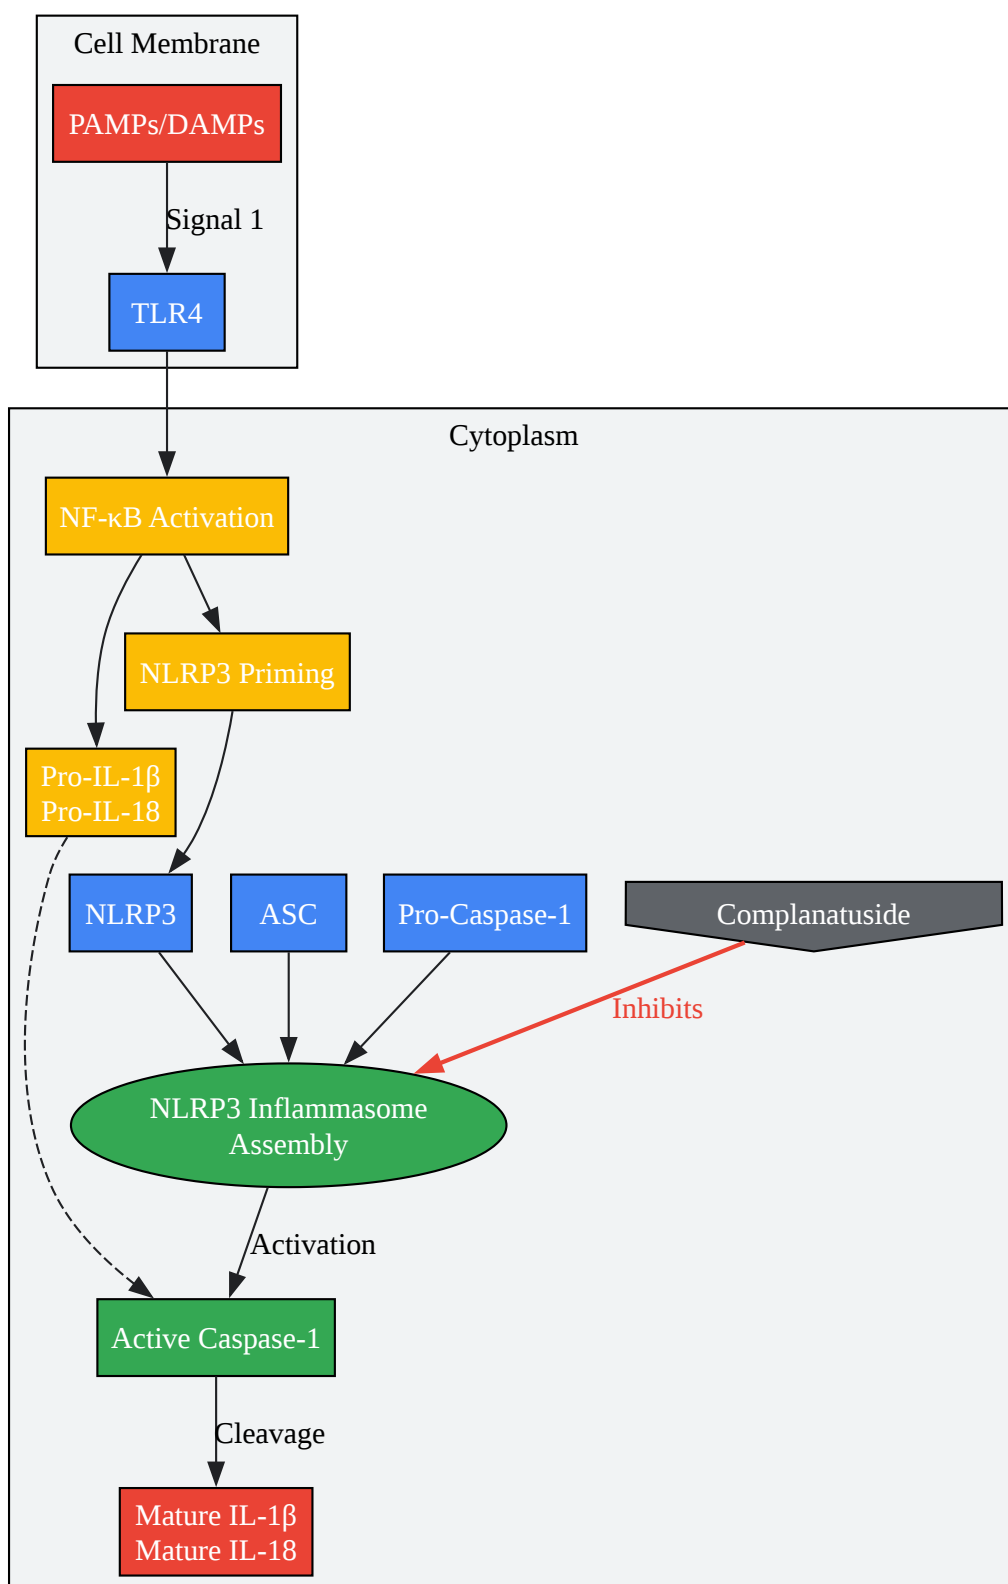 Cell Membrane
PAMPs/DAMPs
Signal 1
TLR4
Cytoplasm
NF-κB Activation
NLRP3 Priming
Pro-IL-1β
Pro-IL-18
NLRP3
ASC
Pro-Caspase-1
Complanatuside
Inhibits
NLRP3 Inflammasome
Assembly
Activation
Active Caspase-1
Cleavage
Mature IL-1β
Mature IL-18